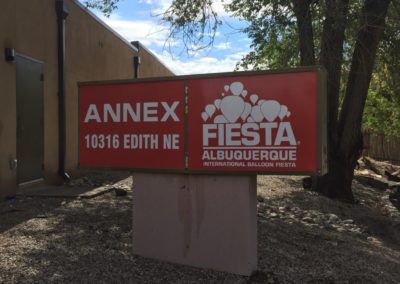 ANNEX
10316 EDITH NE
FIESTA
ALBUQUERQUE
INTERNATIONAL BALLOON FIESTA